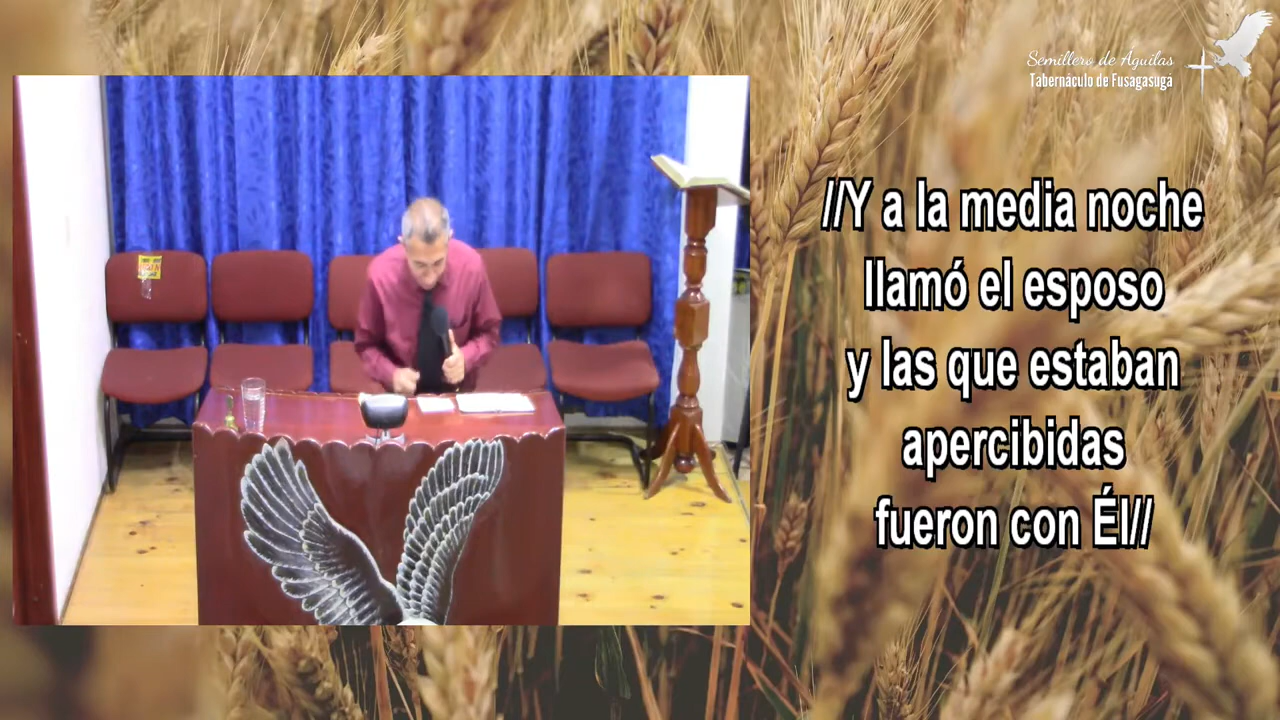 Semillero de Águilas
Tabernáculo de Fusagasugá
//Y a la media noche
llamó el esposo
y las que estaban
apercibidas
fueron con Él//